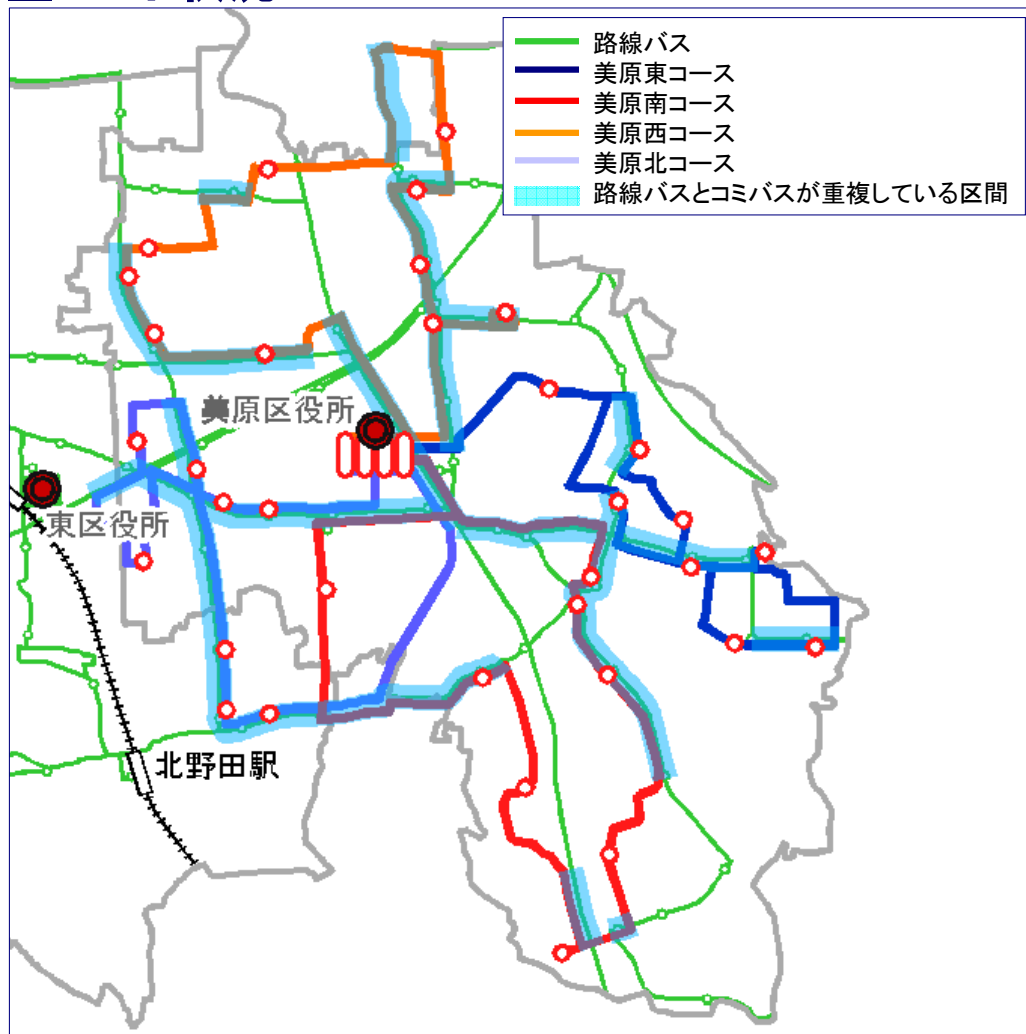 路線バス
美原東コース
美原南コース
美原西コース
美原北コース
路線バスとコミバスが重複している区間
美原区役所
東区役所
北野田駅